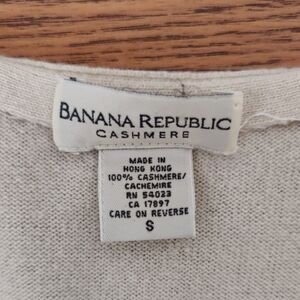 BANANA REPUBLIC
CASHMERE
MADE IN
HONG KONG
100% CASHMERE/
CACHEMIRE
RN 54023
CA 17897
CARE ON REVERSE
S